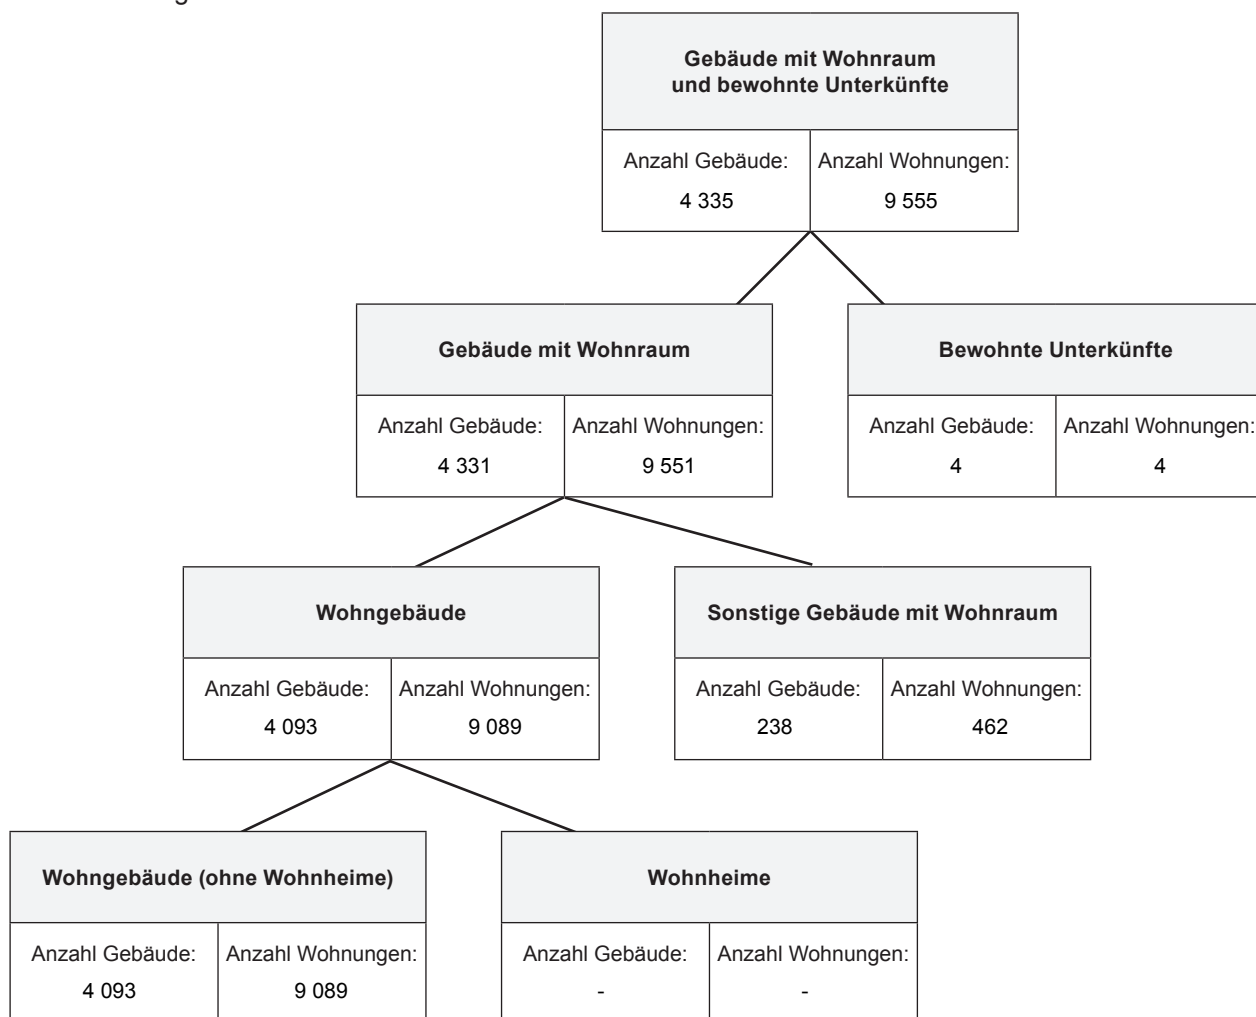 Gebäude mit Wohnraum
und bewohnte Unterkünfte
Anzahl Gebäude: Anzahl Wohnungen:
4 335 9 555
Gebäude mit Wohnraum
Anzahl Gebäude: Anzahl Wohnungen:
4 331 9 551
Bewohnte Unterkünfte
Anzahl Gebäude: Anzahl Wohnungen:
4 4
Wohngebäude
Anzahl Gebäude: Anzahl Wohnungen:
4 093 9 089
Sonstige Gebäude mit Wohnraum
Anzahl Gebäude: Anzahl Wohnungen:
238 462
Wohngebäude (ohne Wohnheime)
Anzahl Gebäude: Anzahl Wohnungen:
4 093 9 089
Wohnheime
Anzahl Gebäude: Anzahl Wohnungen:
- -